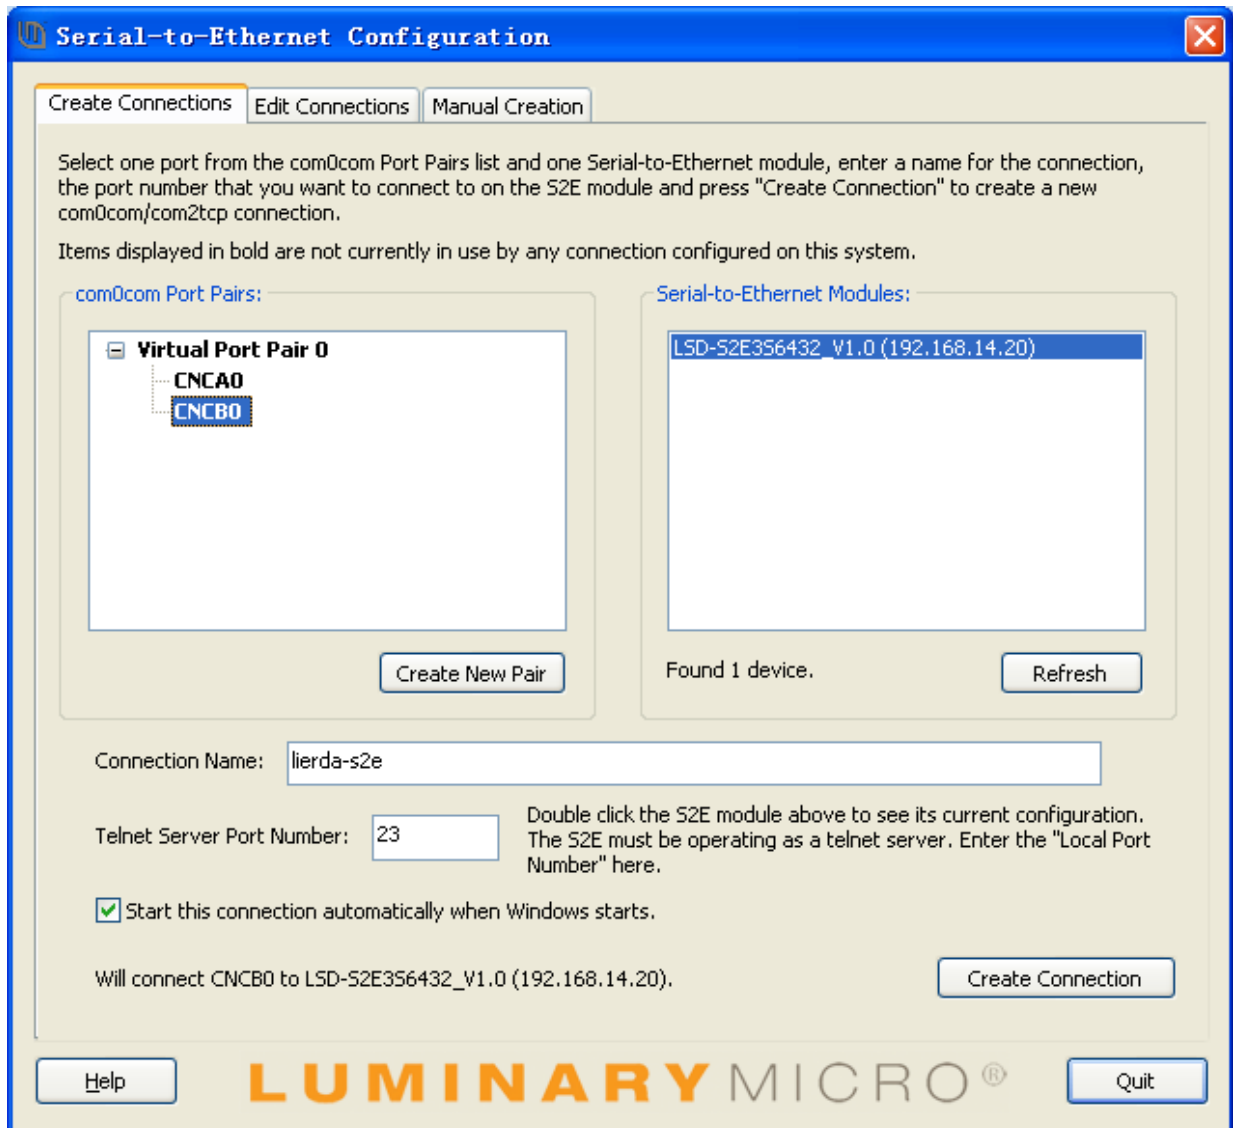 Serial-to-Ethernet Configuration
Create Connections
Edit Connections
Manual Creation
Select one port from the com0com Port Pairs list and one Serial-to-Ethernet module, enter a name for the connection,
the port number that you want to connect to on the S2E module and press "Create Connection" to create a new
com0com/com2tcp connection.
Items displayed in bold are not currently in use by any connection configured on this system.
com0com Port Pairs:
Virtual Port Pair 0
CNCA0
CNCB0
Create New Pair
Serial-to-Ethernet Modules:
LSD-S2E3S6432_V1.0 (192.168.14.20)
Found 1 device.
Refresh
Connection Name:
lierda-s2e
Telnet Server Port Number:
23
Double click the S2E module above to see its current configuration.
The S2E must be operating as a telnet server. Enter the "Local Port
Number" here.
Start this connection automatically when Windows starts.
Will connect CNCB0 to LSD-S2E3S6432_V1.0 (192.168.14.20).
Create Connection
Help
LUMINARYMICRO®
Quit